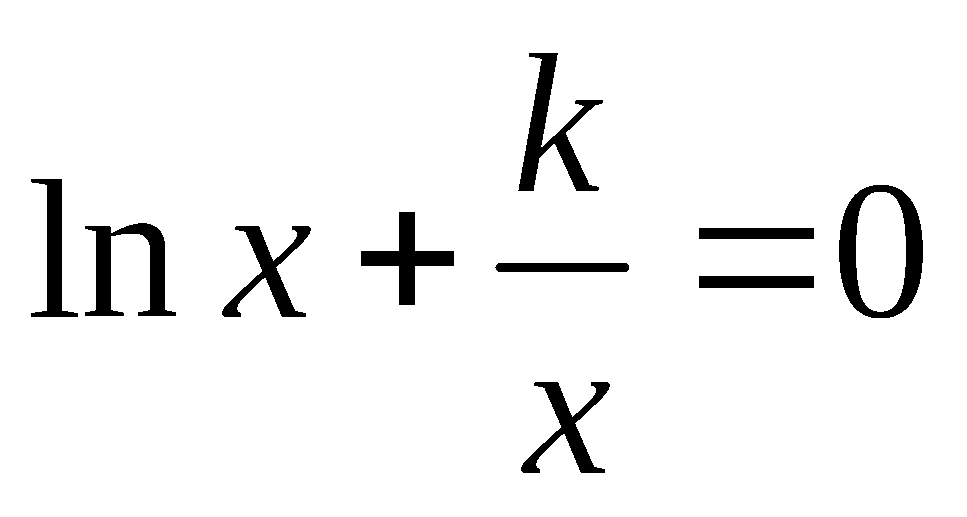 ln x + k/x = 0